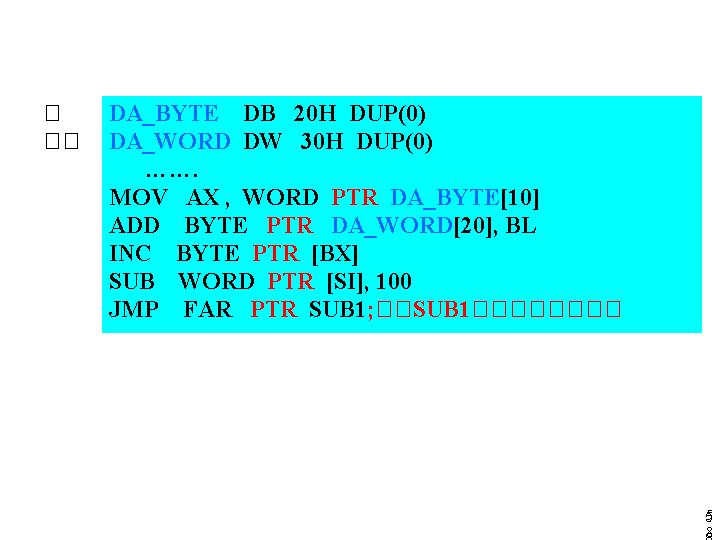 DA_BYTE DB 20H DUP(0)
DA_WORD DW 30H DUP(0)
…….
MOV AX , WORD PTR DA_BYTE[10]
ADD BYTE PTR DA_WORD[20], BL
INC BYTE PTR [BX]
SUB WORD PTR [SI], 100
JMP FAR PTR SUB1; SUB1